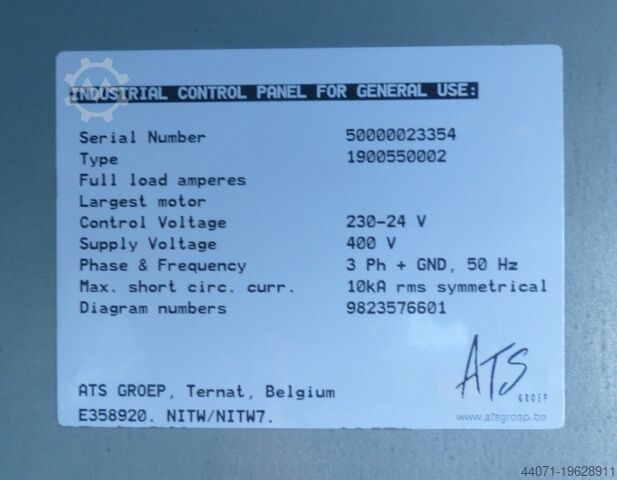 INDUSTRIAL CONTROL PANEL FOR GENERAL USE:
Serial Number 50000023354
Type 1900550002
Full load amperes
Largest motor
Control Voltage 230-24 V
Supply Voltage 400 V
Phase & Frequency 3 Ph + GND, 50 Hz
Max. short circ. curr. 10kA rms symmetrical
Diagram numbers 9823576601
ATS
GROEP
ATS GROEP, Ternat, Belgium
E358920. NITW/NITW7.
www.atsgroep.be
44071-19628911